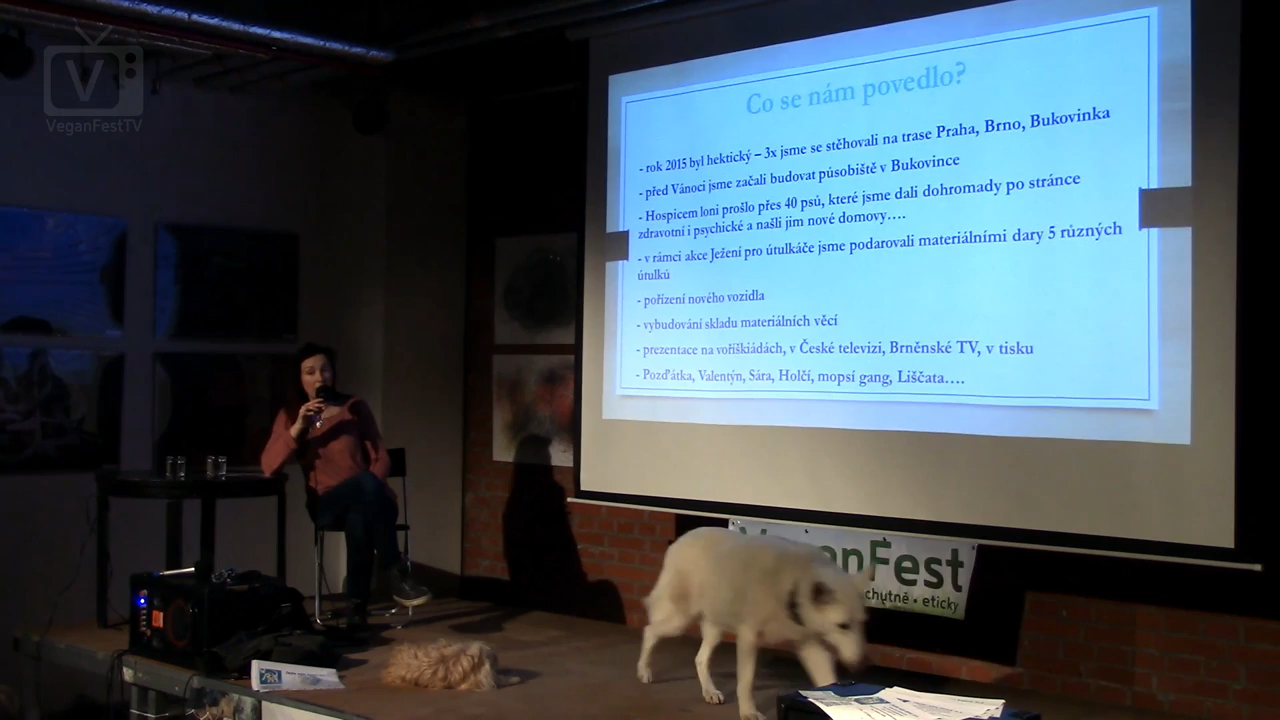 VeganFestTV
Co se nám povedlo?
- rok 2015 byl hektický – 3x jsme se stěhovali na trase Praha, Brno, Bukovinka
- před Vánoci jsme začali budovat působiště v Bukovince
- Hospicem loni prošlo přes 40 psů, které jsme dali dohromady po stránce
zdravotní i psychické a našli jim nové domovy….
- v rámci akce Ježení pro útulkáče jsme podarovali materiálními dary 5 různých
útulků
- pořízení nového vozidla
- vybudování skladu materiálních věcí
- prezentace na voříškiádách, v České televizi, Brněnské TV, v tisku
- Pozďátka, Valentýn, Sára, Holčí, mopsí gang, Liščata….
VeganFest
chutně • eticky